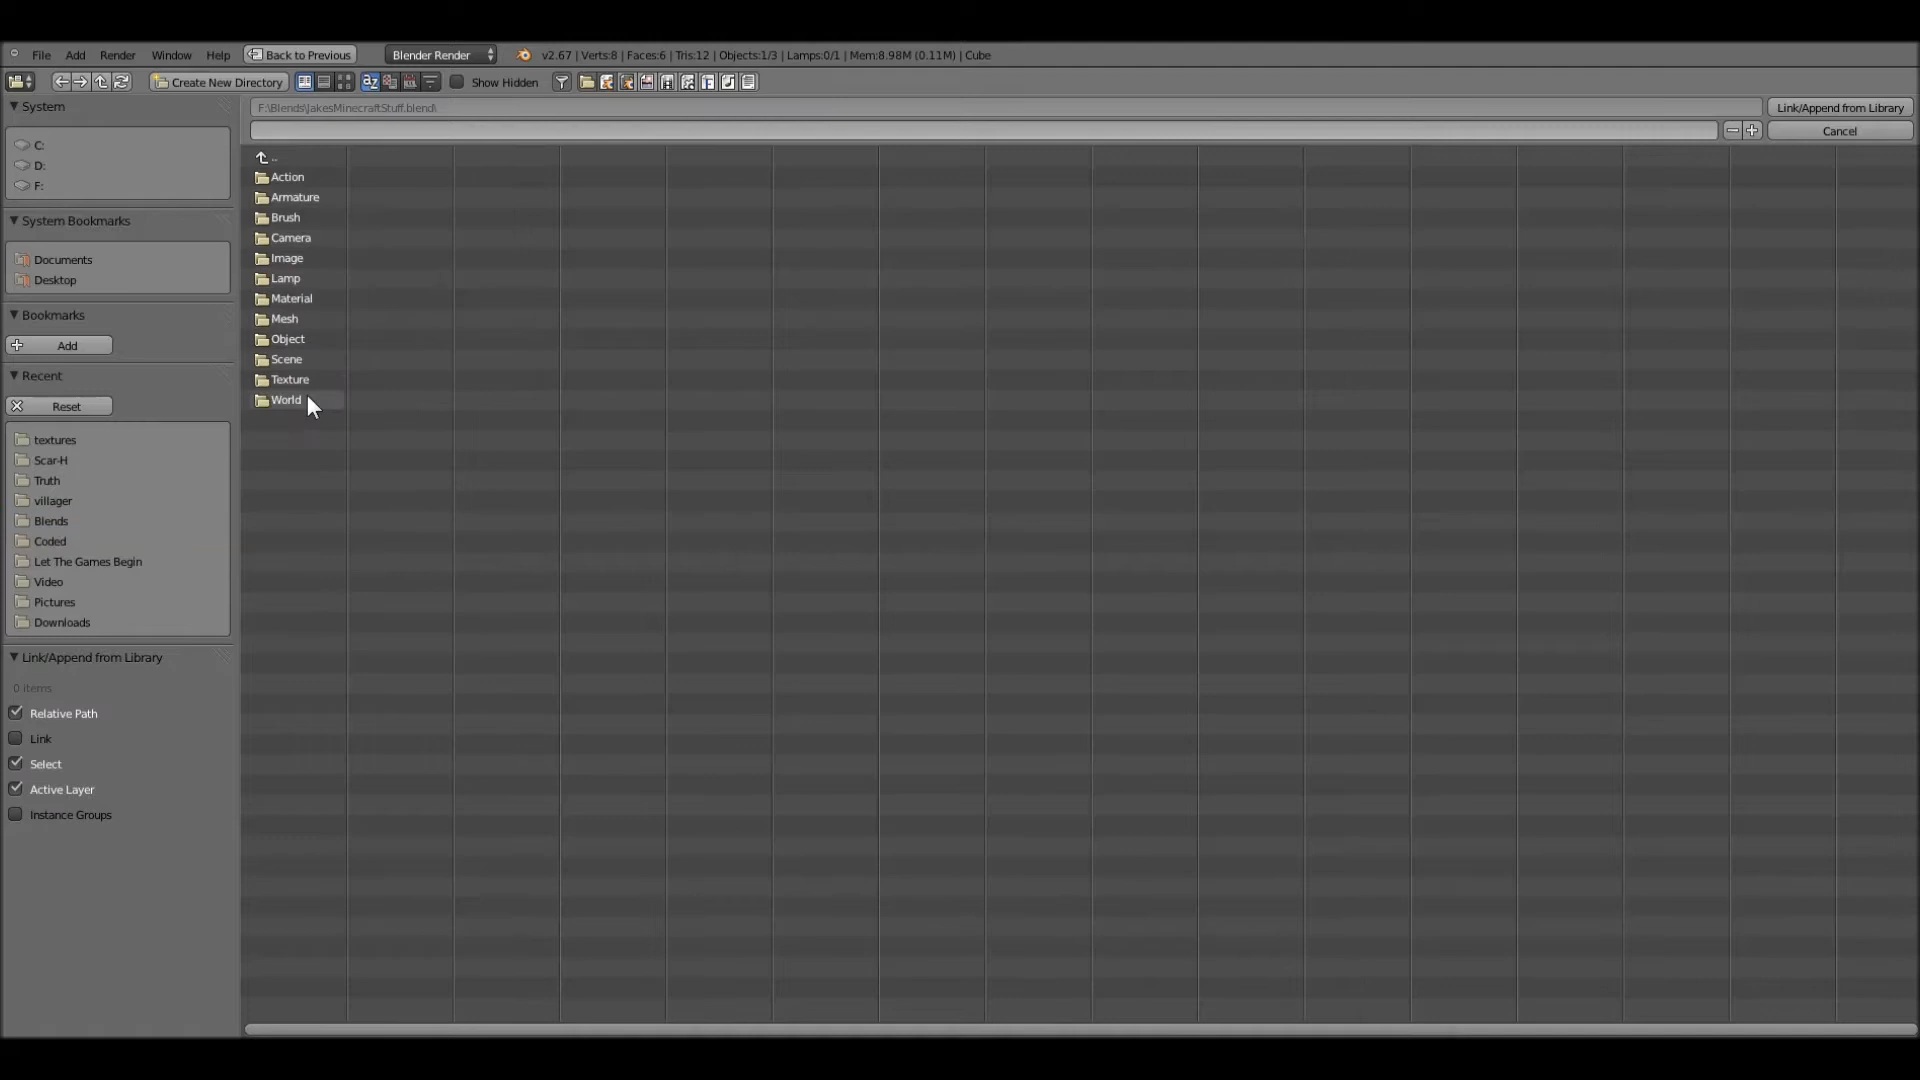 File Add Render Window Help Back to Previous Blender Render v2.67 | Verts:8 | Faces:6 | Tris:12 | Objects:1/3 | Lamps:0/1 | Mem:8.98M (0.11M) | Cube
Create New Directory Show Hidden
System
C:
D:
F:
System Bookmarks
Documents
Desktop
Bookmarks
Add
Recent
Reset
textures
Scar-H
Truth
villager
Blends
Coded
Let The Games Begin
Video
Pictures
Downloads
Link/Append from Library
0 items
Relative Path
Link
Select
Active Layer
Instance Groups
F:\Blends\JakesMinecraftStuff.blend\
Link/Append from Library
Cancel
..
Action
Armature
Brush
Camera
Image
Lamp
Material
Mesh
Object
Scene
Texture
World